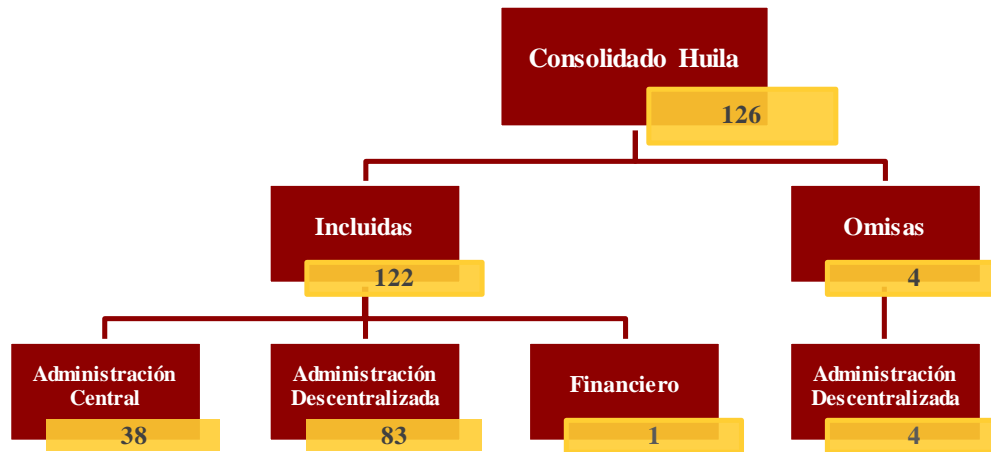 Consolidado Huila
126
Incluidas
122
Omisas
4
Administración
Central
38
Administración
Descentralizada
83
Financiero
1
Administración
Descentralizada
4